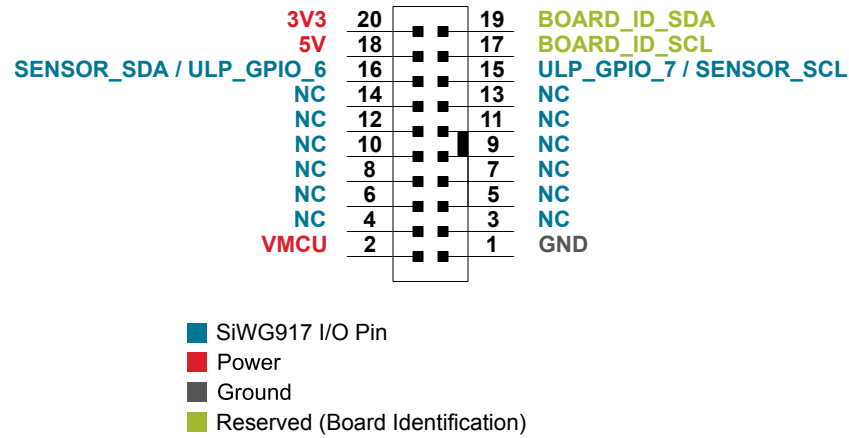 3V3 20 19 BOARD_ID_SDA
5V 18 17 BOARD_ID_SCL
SENSOR_SDA / ULP_GPIO_6 16 15 ULP_GPIO_7 / SENSOR_SCL
NC 14 13 NC
NC 12 11 NC
NC 10 9 NC
NC 8 7 NC
NC 6 5 NC
NC 4 3 NC
VMCU 2 1 GND
SiWG917 I/O Pin
Power
Ground
Reserved (Board Identification)